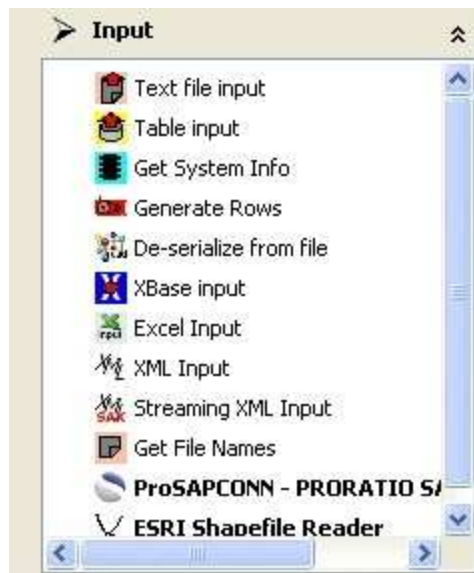 Input
Text file input
Table input
Get System Info
Generate Rows
De-serialize from file
XBase input
Excel Input
XML Input
Streaming XML Input
SAX
Get File Names
ProSAPCONN - PRORATIO
ESRI Shapefile Reader